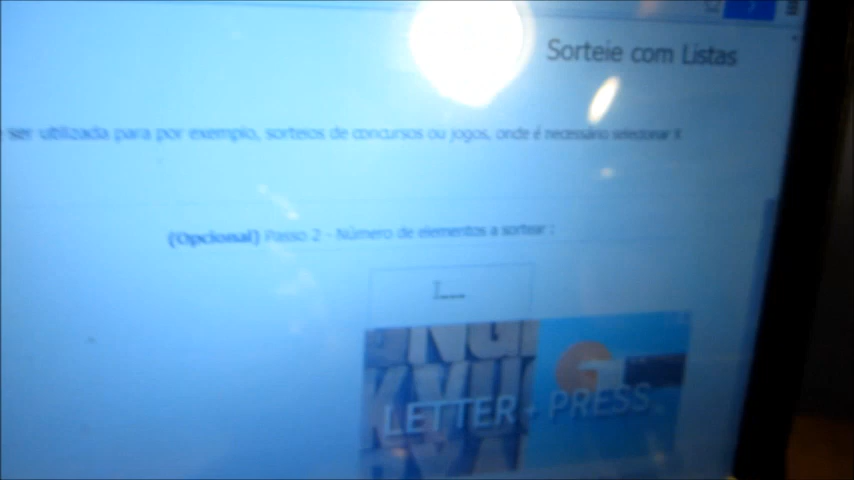 Sorteie com Listas
ser utilizada para por exemplo, sorteios de concursos ou jogos, onde é necessário selecionar
(Opcional) Passo 2 - Número de elementos a sortear :
LETTER + PRESS